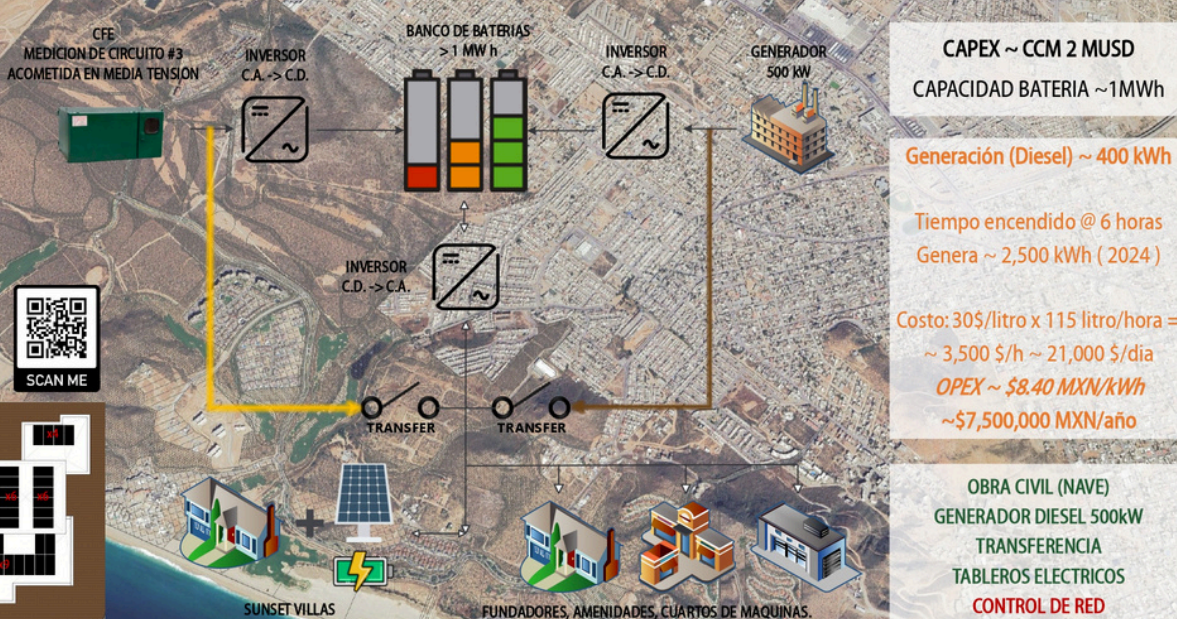 CFE
MEDICION DE CIRCUITO #3
ACOMETIDA EN MEDIA TENSION
INVERSOR
C.A. -> C.D.
BANCO DE BATERIAS
> 1 MW h
INVERSOR
C.A. -> C.D.
GENERADOR
500 kW
CAPEX ~ CCM 2 MUSD
CAPACIDAD BATERIA ~1MWh
Generación (Diesel) ~ 400 kWh
Tiempo encendido @ 6 horas
Genera ~ 2,500 kWh ( 2024 )
Costo: 30$/litro x 115 litro/hora =
~ 3,500 $/h ~ 21,000 $/dia
OPEX ~ $8.40 MXN/kWh
~$7,500,000 MXN/año
INVERSOR
C.D. -> C.A.
SCAN ME
TRANSFER
TRANSFER
OBRA CIVIL (NAVE)
GENERADOR DIESEL 500kW
TRANSFERENCIA
TABLEROS ELECTRICOS
CONTROL DE RED
SUNSET VILLAS
FUNDADORES, AMENIDADES, CUARTOS DE MAQUINAS.